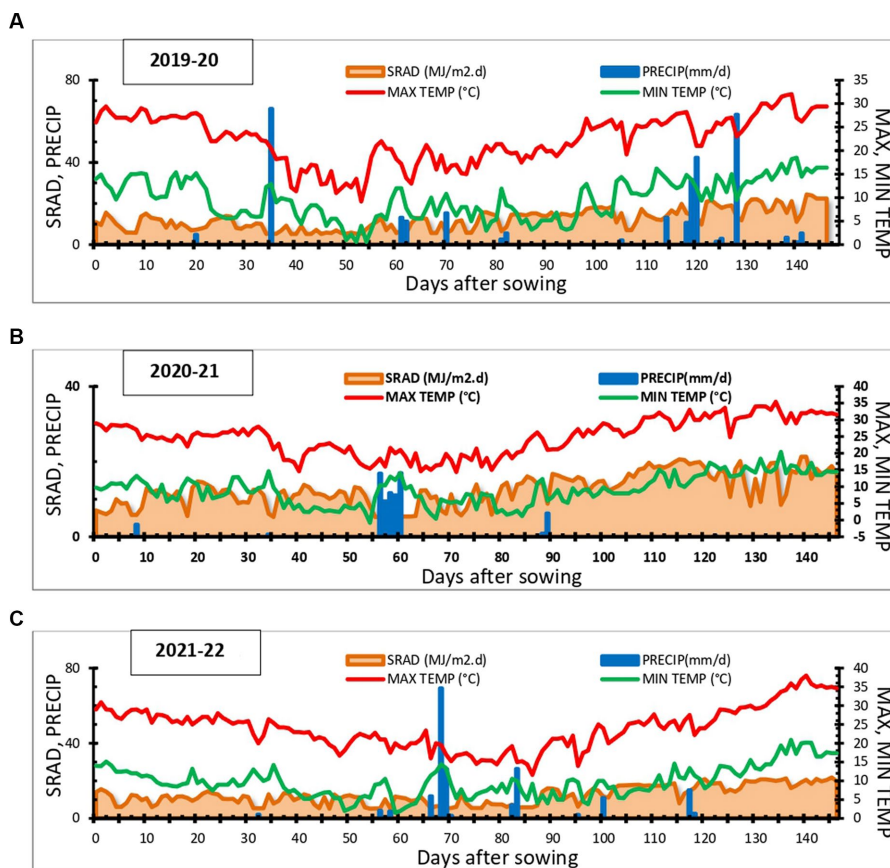 A
2019-20
SRAD (MJ/m2.d)
PRECIP(mm/d)
MAX TEMP (°C)
MIN TEMP (°C)
80
40
0
SRAD, PRECIP
35
30
25
20
15
10
5
0
MAX, MIN TEMP
0 10 20 30 40 50 60 70 80 90 100 110 120 130 140
Days after sowing
B
2020-21
SRAD (MJ/m2.d)
PRECIP(mm/d)
MAX TEMP (°C)
MIN TEMP (°C)
40
0
SRAD, PRECIP
40
35
30
25
20
15
10
5
0
-5
MAX, MIN TEMP
0 10 20 30 40 50 60 70 80 90 100 110 120 130 140
Days after sowing
C
2021-22
SRAD (MJ/m2.d)
PRECIP(mm/d)
MAX TEMP (°C)
MIN TEMP (°C)
80
40
0
SRAD, PRECIP
40
35
30
25
20
15
10
5
0
MAX, MIN TEMP
0 10 20 30 40 50 60 70 80 90 100 110 120 130 140
Days after sowing